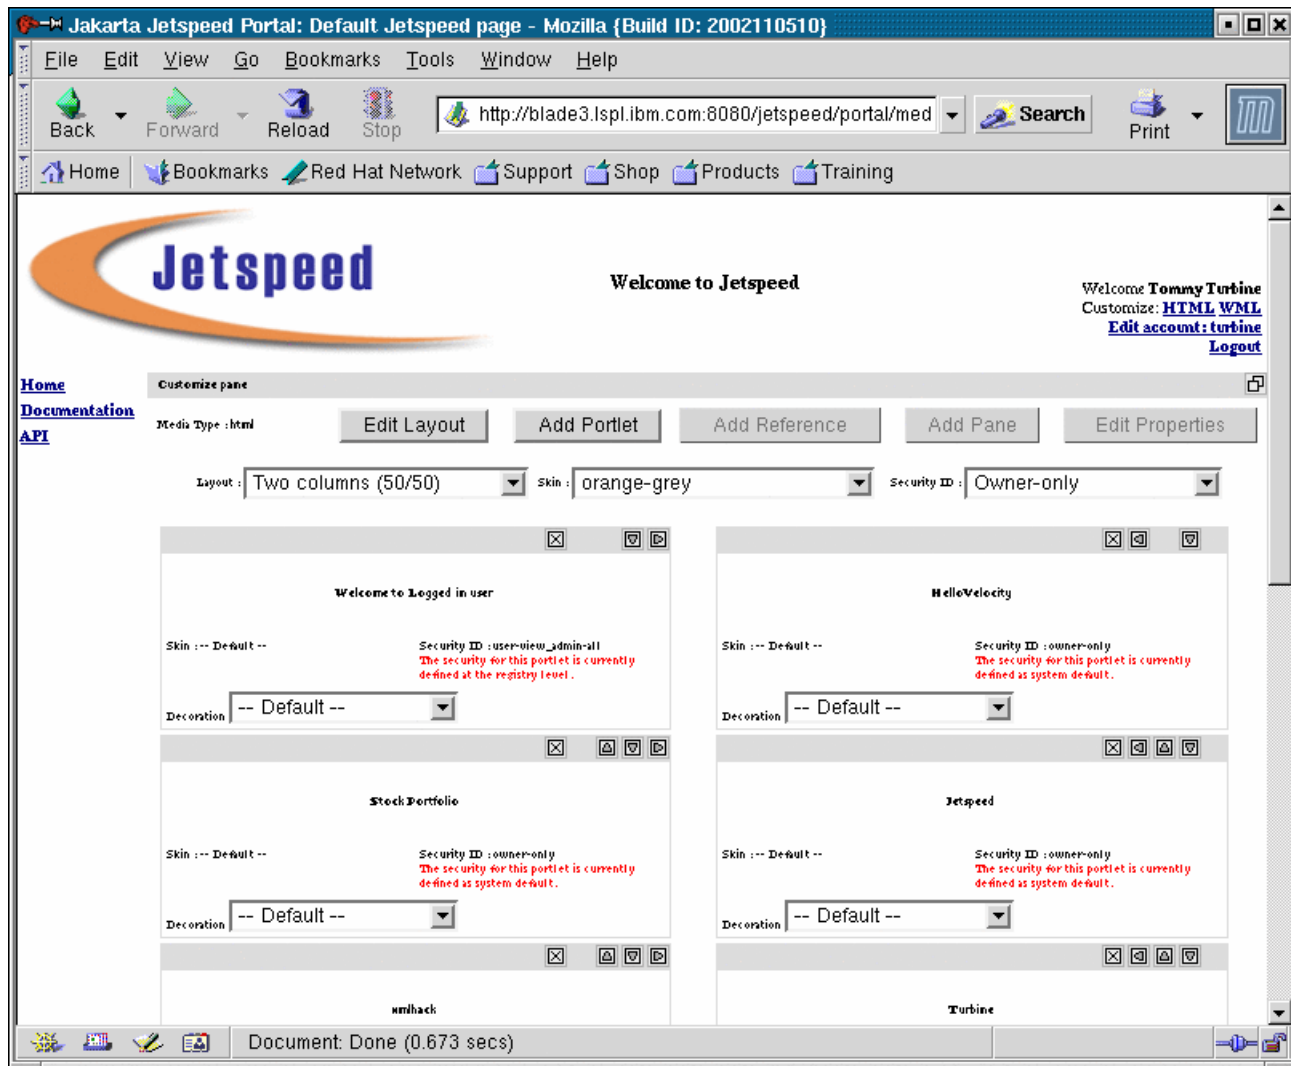 Jakarta Jetspeed Portal: Default Jetspeed page - Mozilla {Build ID: 2002110510}
File Edit View Go Bookmarks Tools Window Help
Back Forward Reload Stop http://blade3.lspl.ibm.com:8080/jetspeed/portal/med Search Print
Home Bookmarks Red Hat Network Support Shop Products Training
Jetspeed
Welcome to Jetspeed
Welcome Tommy Turbine
Customize: HTML WML
Edit account: turbine
Logout
Home
Documentation
API
Customize pane
Media Type : html Edit Layout Add Portlet Add Reference Add Pane Edit Properties
Layout : Two columns (50/50) Skin : orange-grey Security ID : Owner-only
Welcome to Logged in user
Skin : -- Default --
Security ID : user-view_admin-all
The security for this portlet is currently
defined at the registry level.
Decoration -- Default --
HelloVelocity
Skin : -- Default --
Security ID : owner-only
The security for this portlet is currently
defined as system default.
Decoration -- Default --
Stock Portfolio
Skin : -- Default --
Security ID : owner-only
The security for this portlet is currently
defined as system default.
Decoration -- Default --
Jetspeed
Skin : -- Default --
Security ID : owner-only
The security for this portlet is currently
defined as system default.
Decoration -- Default --
xmlhack
Turbine
Document: Done (0.673 secs)